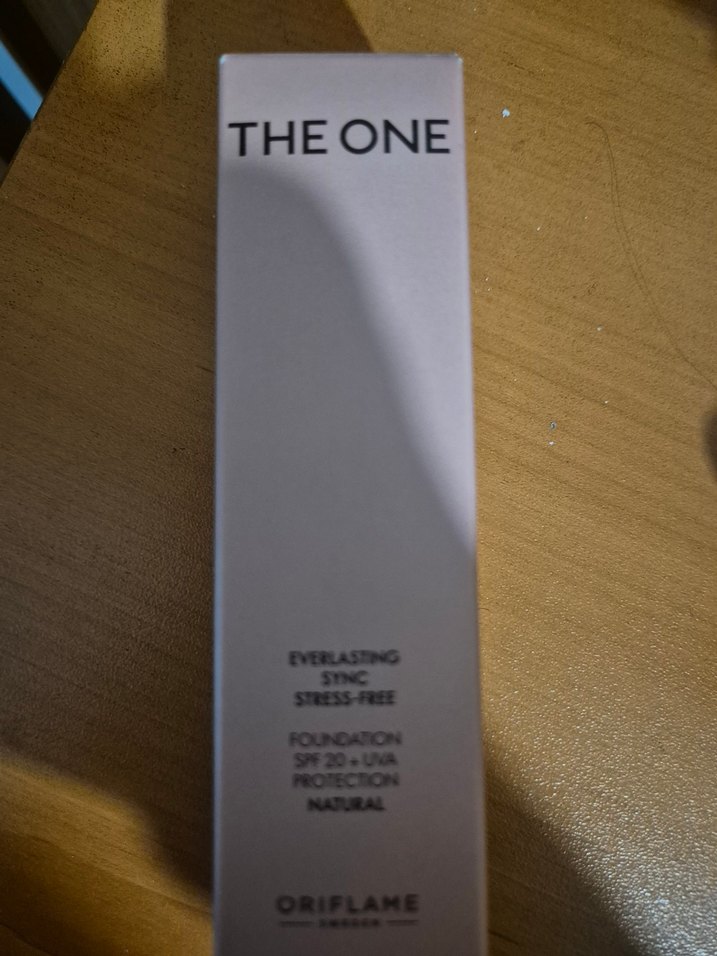 THE ONE
EVERLASTING
SYNC
STRESS-FREE
FOUNDATION
SPF 20 + UVA
PROTECTION
NATURAL
ORIFLAME
SWEDEN